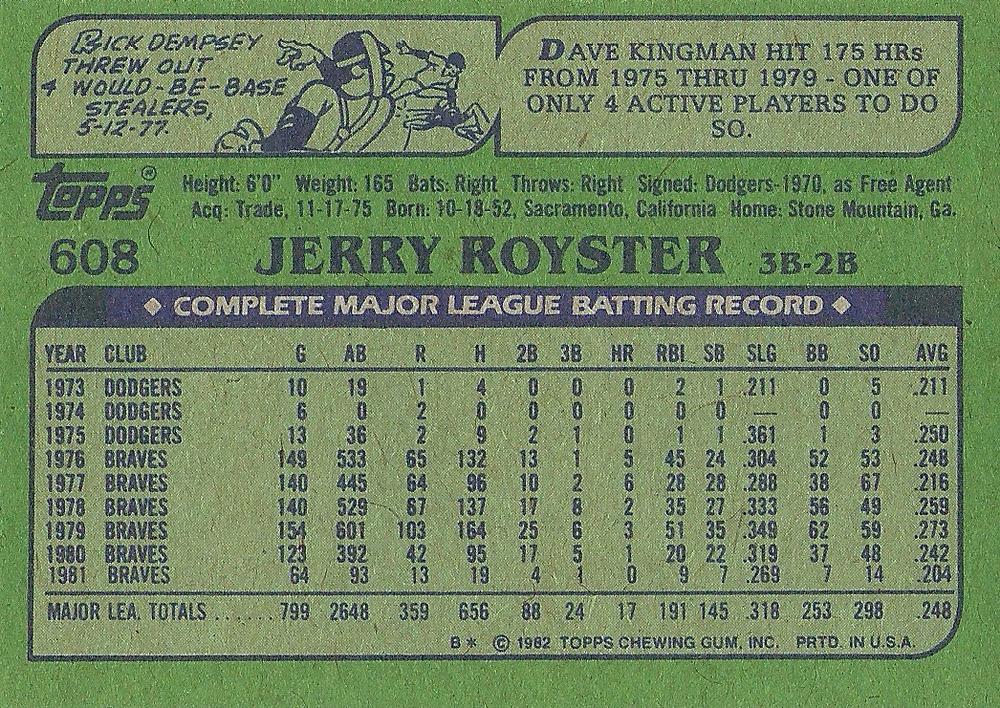 RICK DEMPSEY
THREW OUT
4 WOULD-BE-BASE
STEALERS,
5-12-77.
DAVE KINGMAN HIT 175 HRs
FROM 1975 THRU 1979 - ONE OF
ONLY 4 ACTIVE PLAYERS TO DO
SO.
Topps®
Height: 6'0" Weight: 165 Bats: Right Throws: Right Signed: Dodgers-1970, as Free Agent
Acq: Trade, 11-17-75 Born: 10-18-52, Sacramento, California Home: Stone Mountain, Ga.
608 JERRY ROYSTER 3B-2B
◆ COMPLETE MAJOR LEAGUE BATTING RECORD ◆
YEAR CLUB G AB R H 2B 3B HR RBI SB SLG BB SO AVG
1973 DODGERS 10 19 1 4 0 0 0 2 1 .211 0 5 .211
1974 DODGERS 6 0 2 0 0 0 0 0 0 — 0 0 —
1975 DODGERS 13 36 2 9 2 1 0 1 1 .361 1 3 .250
1976 BRAVES 149 533 65 132 13 1 5 45 24 .304 52 53 .248
1977 BRAVES 140 445 64 96 10 2 6 28 28 .288 38 67 .216
1978 BRAVES 140 529 67 137 17 8 2 35 27 .333 56 49 .259
1979 BRAVES 154 601 103 164 25 6 3 51 35 .349 62 59 .273
1980 BRAVES 123 392 42 95 17 5 1 20 22 .319 37 48 .242
1981 BRAVES 64 93 13 19 4 1 0 9 7 .269 7 14 .204
MAJOR LEA. TOTALS ......799 2648 359 656 88 24 17 191 145 .318 253 298 .248
B* © 1982 TOPPS CHEWING GUM, INC. PRTD. IN U.S.A.